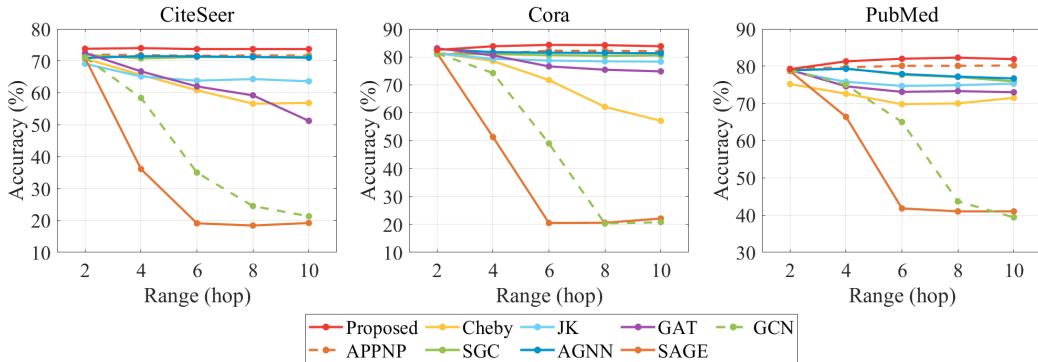 CiteSeer
80
70
60
50
40
30
20
10
Accuracy (%)
2 4 6 8 10
Range (hop)
Cora
90
80
70
60
50
40
30
20
10
Accuracy (%)
2 4 6 8 10
Range (hop)
PubMed
90
80
70
60
50
40
30
Accuracy (%)
2 4 6 8 10
Range (hop)
Proposed Cheby JK GAT GCN
APPNP SGC AGNN SAGE